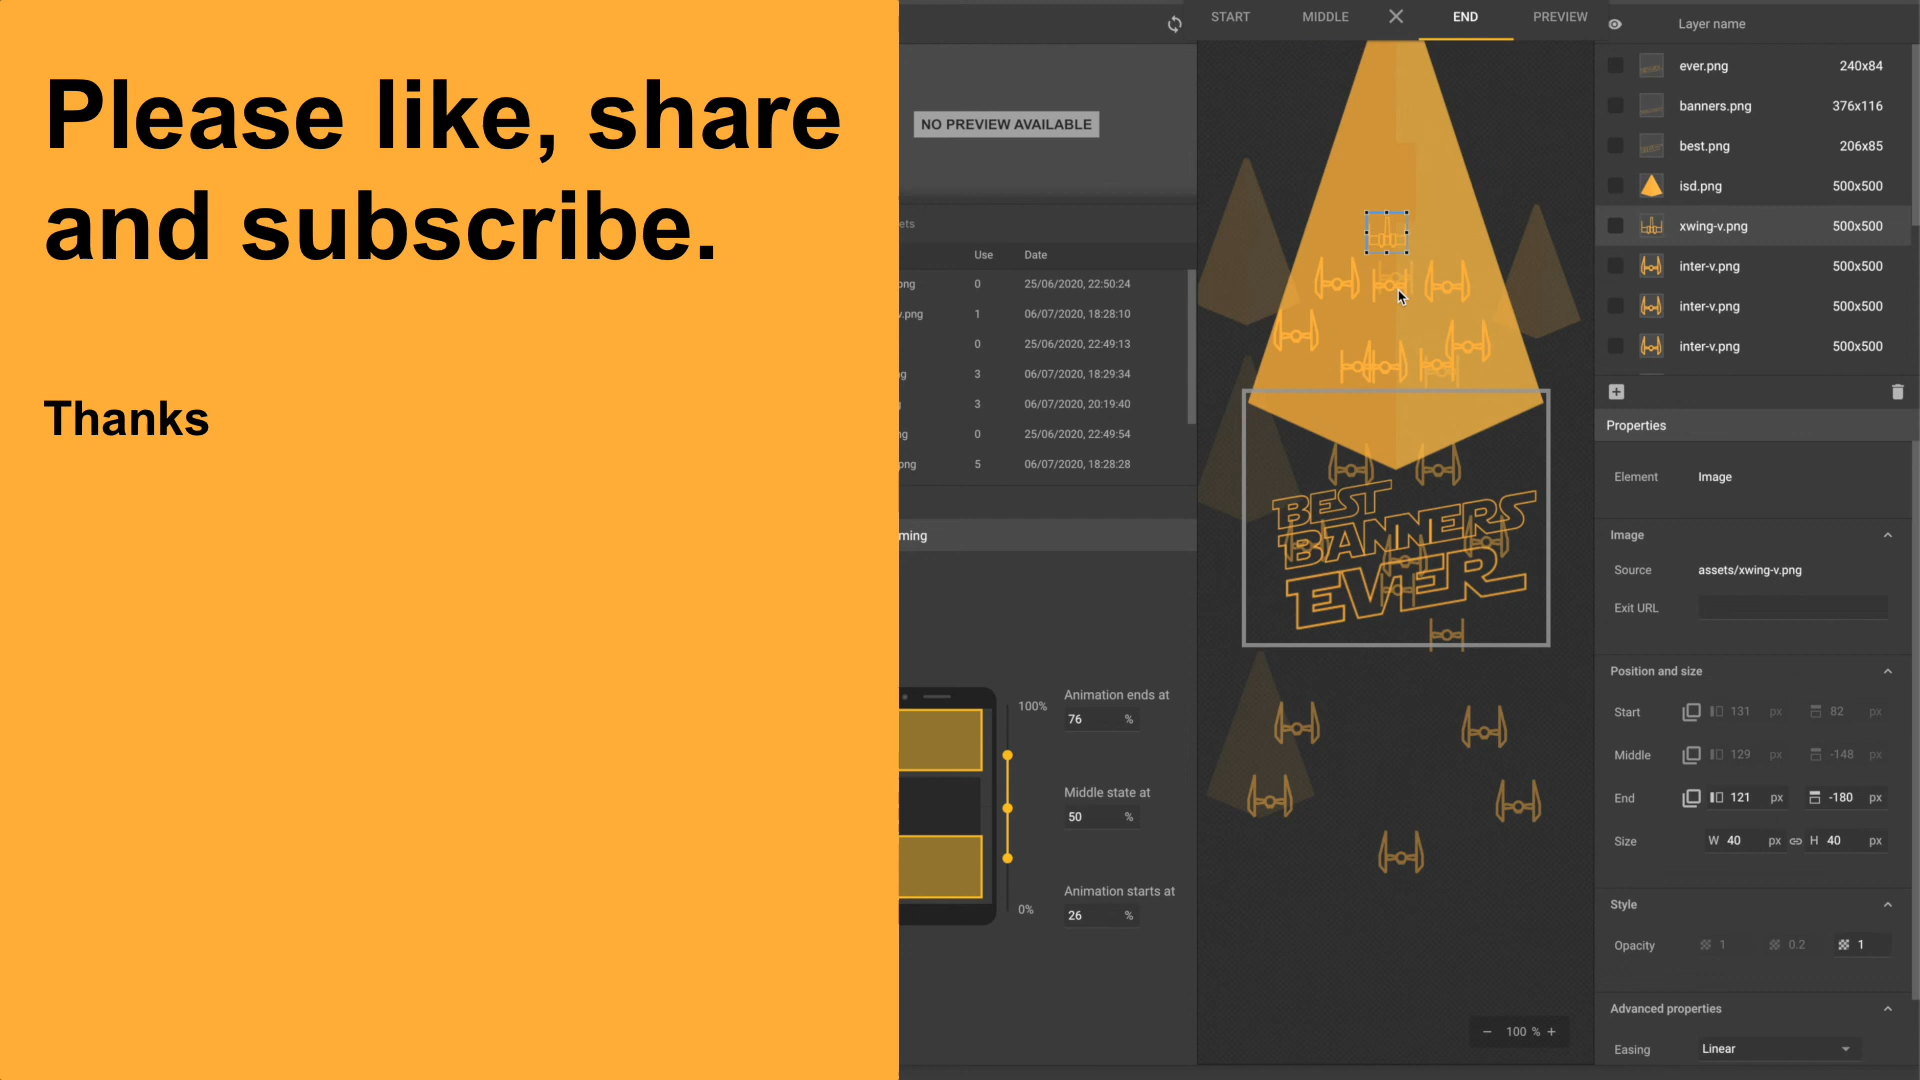 Please like, share
and subscribe.
Thanks
NO PREVIEW AVAILABLE
ets
Use Date
ong 0 25/06/2020, 22:50:24
v.png 1 06/07/2020, 18:28:10
0 25/06/2020, 22:49:13
g 3 06/07/2020, 18:29:34
3 06/07/2020, 20:19:40
ng 0 25/06/2020, 22:49:54
png 5 06/07/2020, 18:28:28
ming
100%
0%
Animation ends at
76 %
Middle state at
50 %
Animation starts at
26 %
START MIDDLE END PREVIEW
BEST
BANNERS
EVER
− 100 % +
Layer name
ever.png 240x84
banners.png 376x116
best.png 206x85
isd.png 500x500
xwing-v.png 500x500
inter-v.png 500x500
inter-v.png 500x500
inter-v.png 500x500
Properties
Element Image
Image
Source assets/xwing-v.png
Exit URL
Position and size
Start 131 px 82 px
Middle 129 px -148 px
End 121 px -180 px
Size W 40 px H 40 px
Style
Opacity 1 0.2 1
Advanced properties
Easing Linear